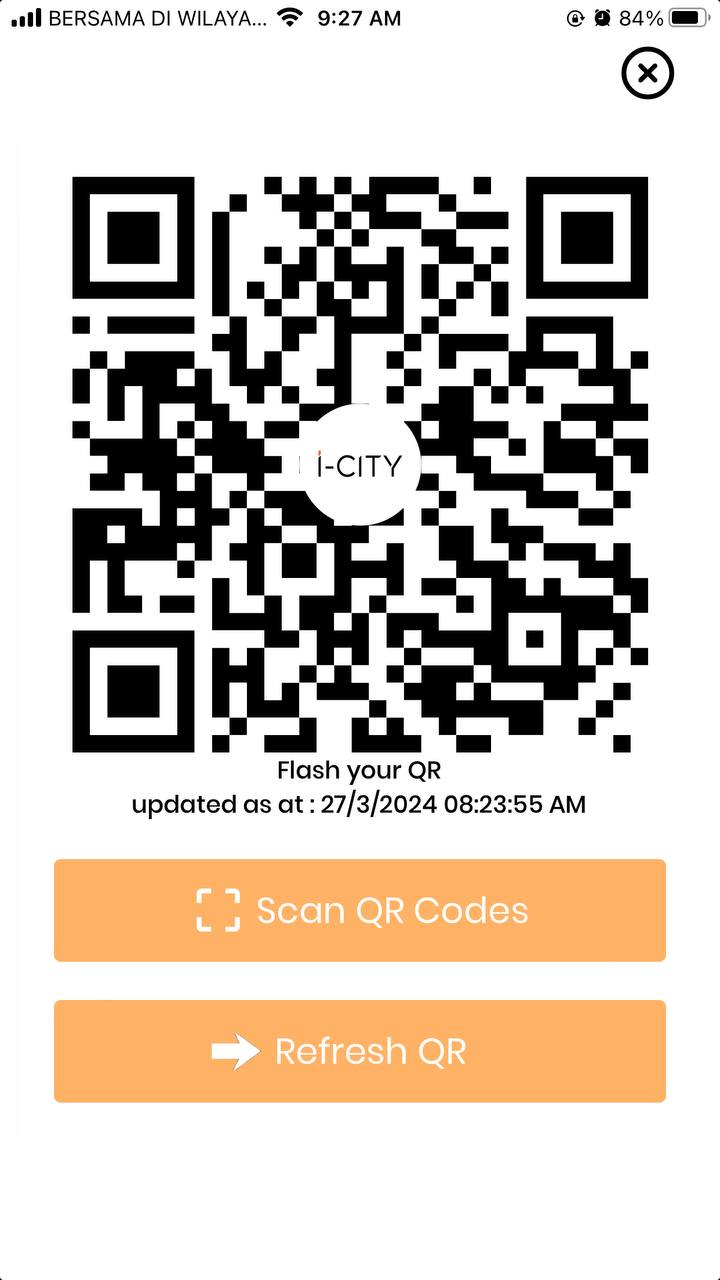 BERSAMA DI WILAYA... 9:27 AM 84%
i-CITY
Flash your QR
updated as at : 27/3/2024 08:23:55 AM
Scan QR Codes
Refresh QR